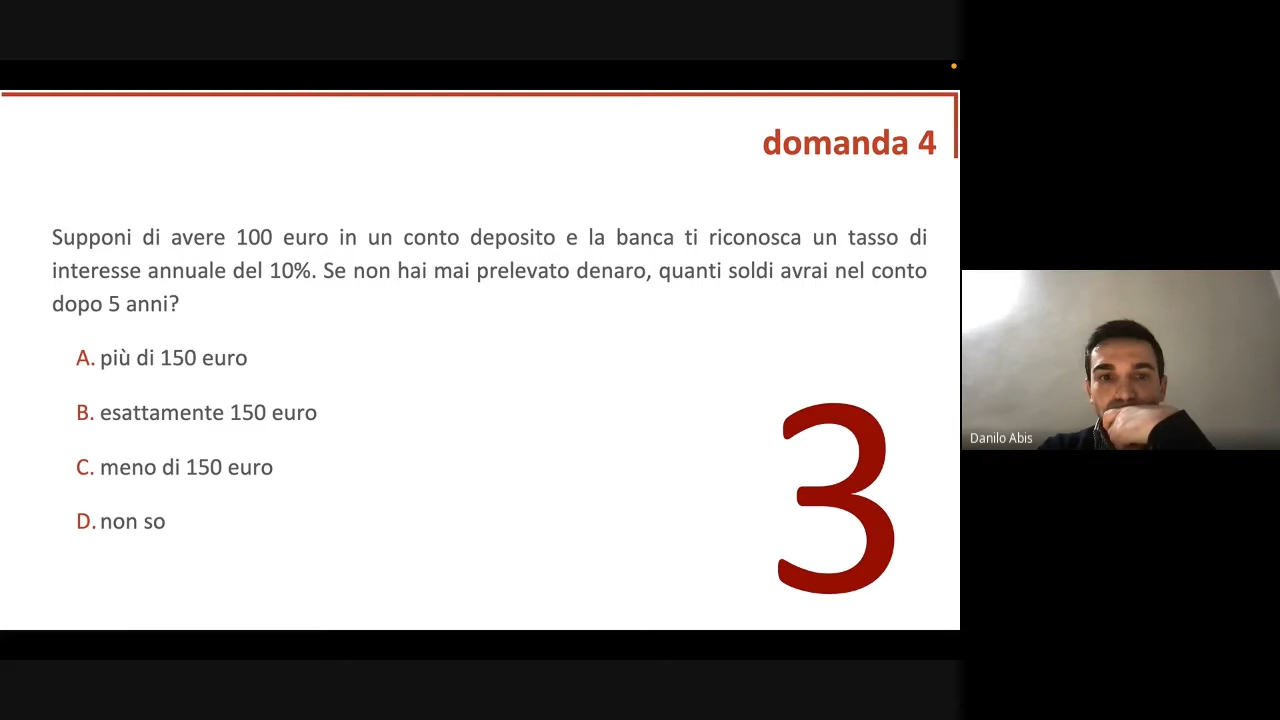 domanda 4
Supponi di avere 100 euro in un conto deposito e la banca ti riconosca un tasso di
interesse annuale del 10%. Se non hai mai prelevato denaro, quanti soldi avrai nel conto
dopo 5 anni?
A. più di 150 euro
B. esattamente 150 euro
C. meno di 150 euro
D. non so
3
Danilo Abis